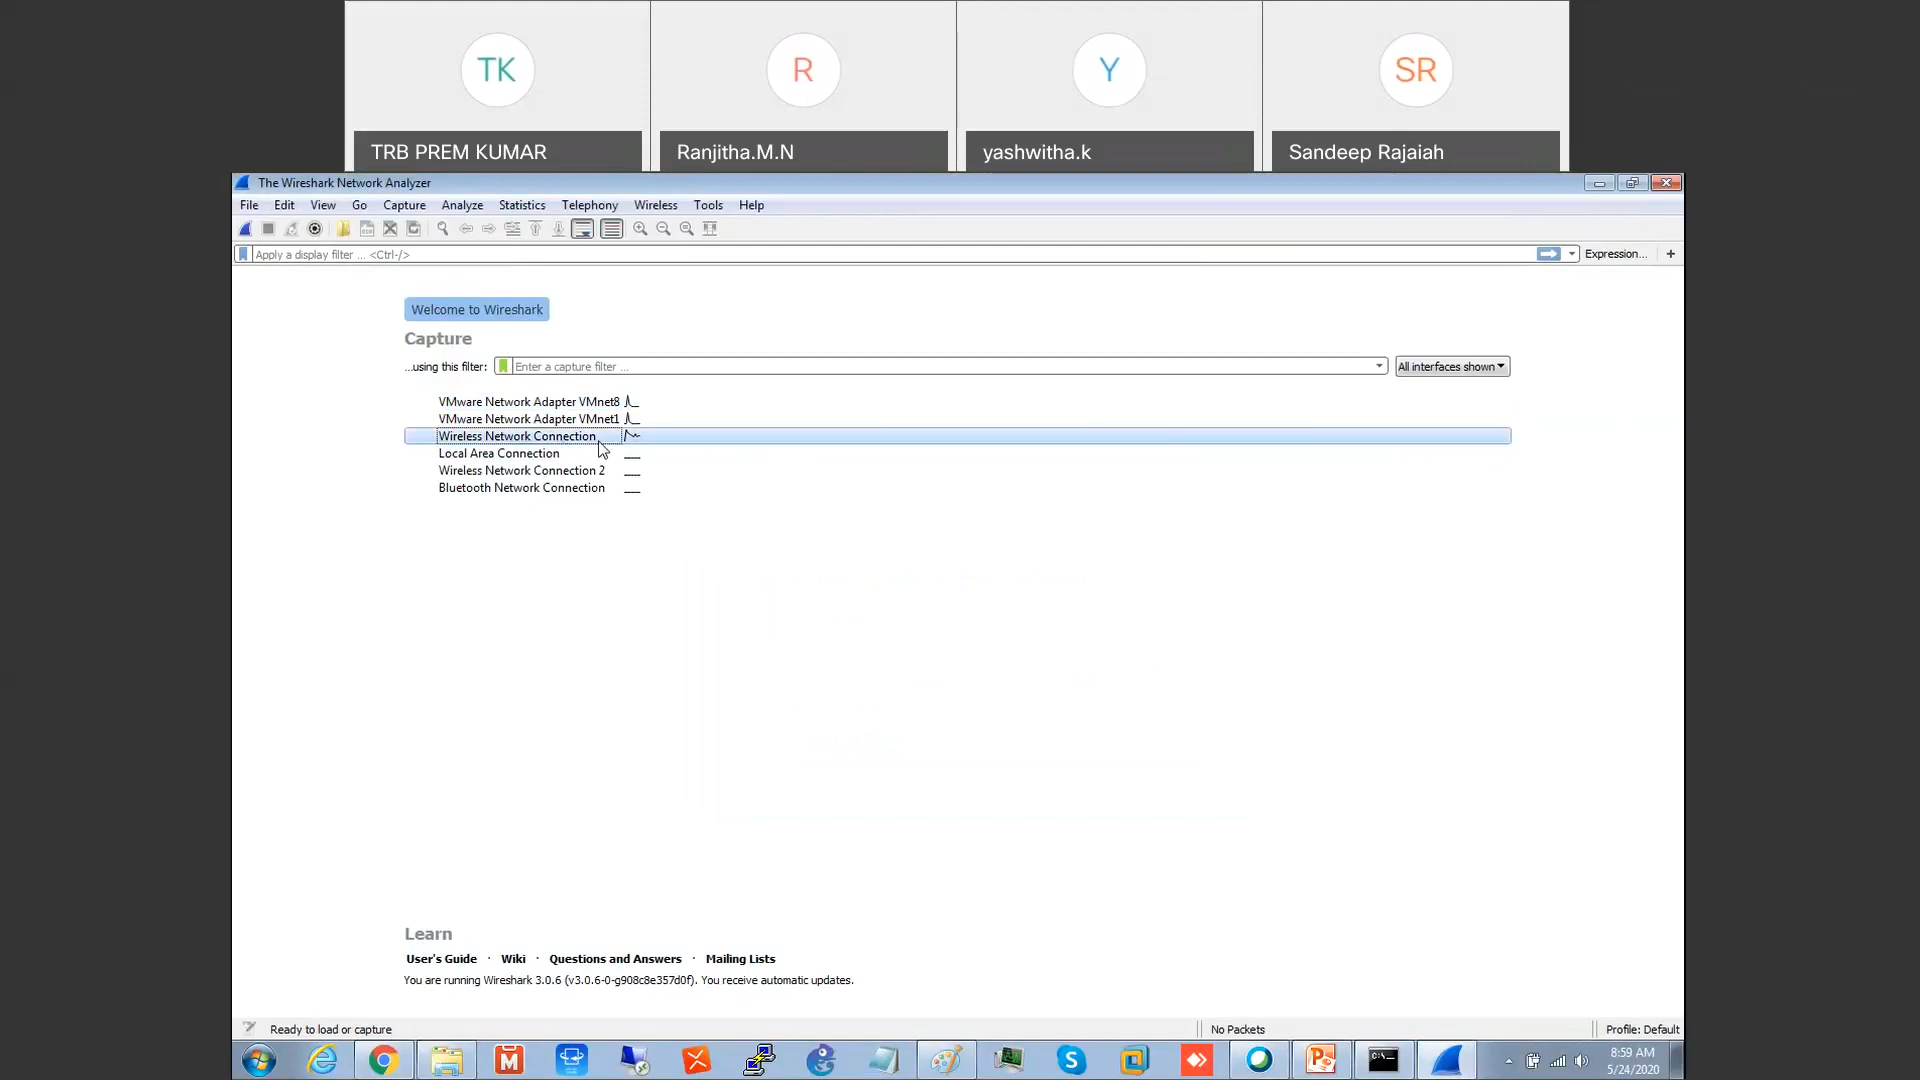 TK
R
Y
SR
TRB PREM KUMAR
Ranjitha.M.N
yashwitha.k
Sandeep Rajaiah
The Wireshark Network Analyzer
File Edit View Go Capture Analyze Statistics Telephony Wireless Tools Help
Apply a display filter ... <Ctrl-/>
Expression...
+
Welcome to Wireshark
Capture
...using this filter: Enter a capture filter ... All interfaces shown
VMware Network Adapter VMnet8
VMware Network Adapter VMnet1
Wireless Network Connection
Local Area Connection
Wireless Network Connection 2
Bluetooth Network Connection
Learn
User's Guide · Wiki · Questions and Answers · Mailing Lists
You are running Wireshark 3.0.6 (v3.0.6-0-g908c8e357d0f). You receive automatic updates.
Ready to load or capture
No Packets
Profile: Default
8:59 AM
5/24/2020